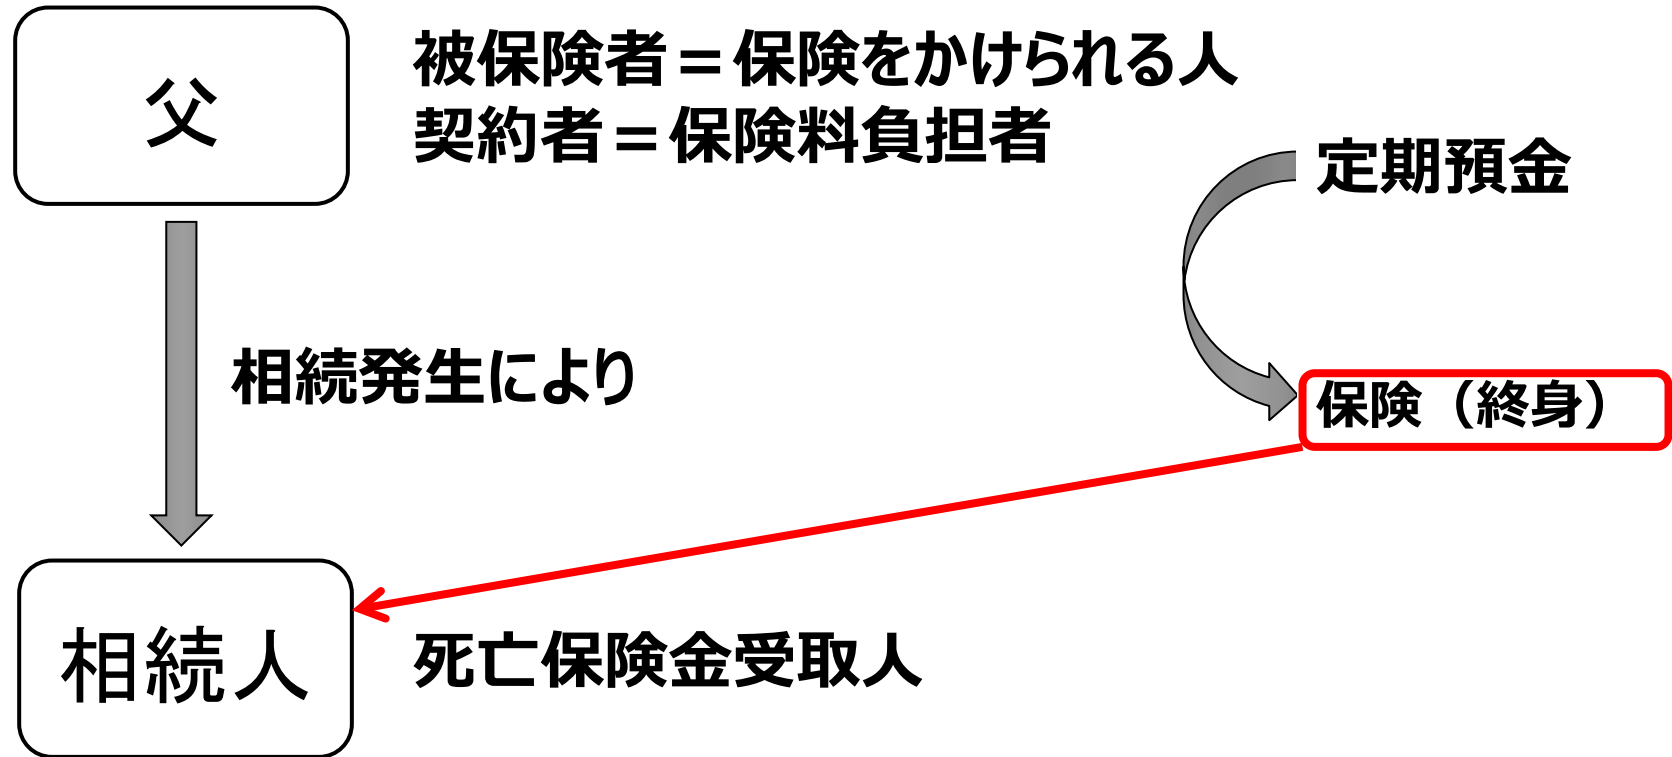 父
被保険者＝保険をかけられる人
契約者＝保険料負担者
定期預金
相続発生により
保険（終身）
相続人
死亡保険金受取人